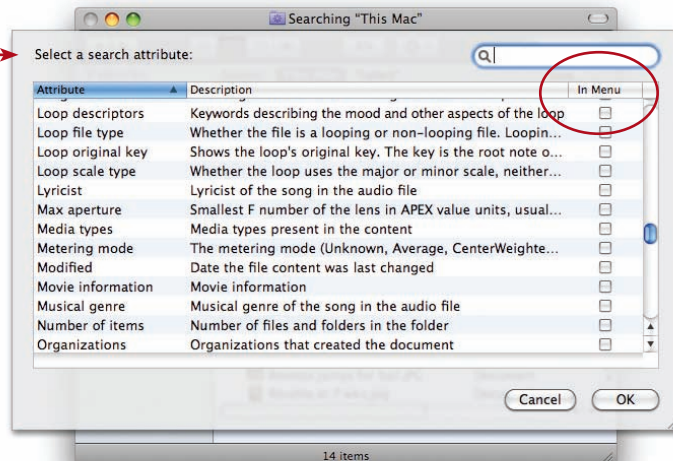 Searching "This Mac"
Select a search attribute:
Attribute Description In Menu
Loop descriptors Keywords describing the mood and other aspects of the loop
Loop file type Whether the file is a looping or non-looping file. Loopin...
Loop original key Shows the loop's original key. The key is the root note o...
Loop scale type Whether the loop uses the major or minor scale, neither...
Lyricist Lyricist of the song in the audio file
Max aperture Smallest F number of the lens in APEX value units, usual...
Media types Media types present in the content
Metering mode The metering mode (Unknown, Average, CenterWeighte...
Modified Date the file content was last changed
Movie information Movie information
Musical genre Musical genre of the song in the audio file
Number of items Number of files and folders in the folder
Organizations Organizations that created the document
Cancel OK
14 items